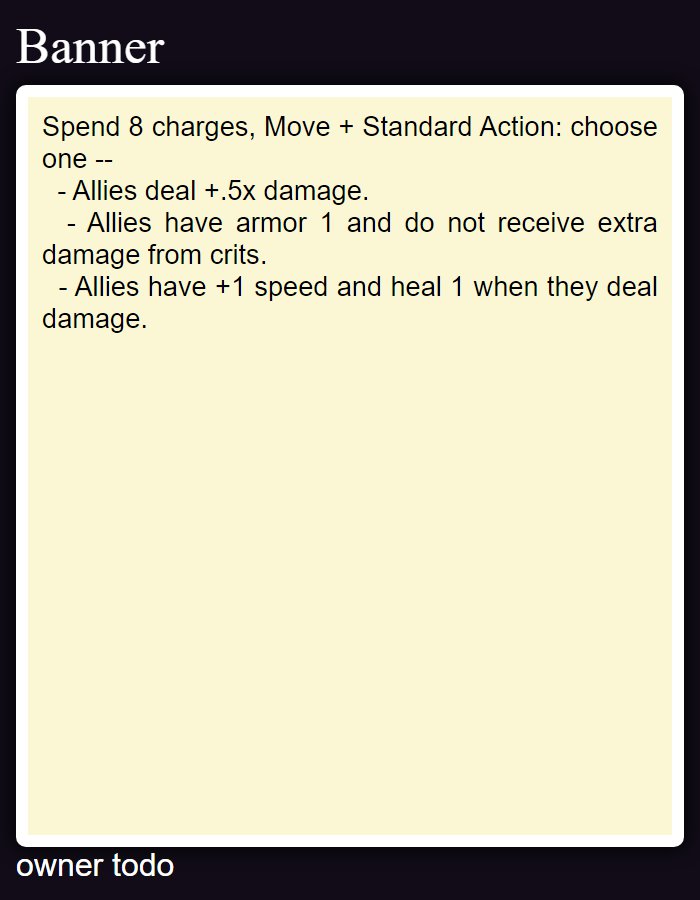 Banner
Spend 8 charges, Move + Standard Action: choose
one --
- Allies deal +.5x damage.
- Allies have armor 1 and do not receive extra
damage from crits.
- Allies have +1 speed and heal 1 when they deal
damage.
owner todo